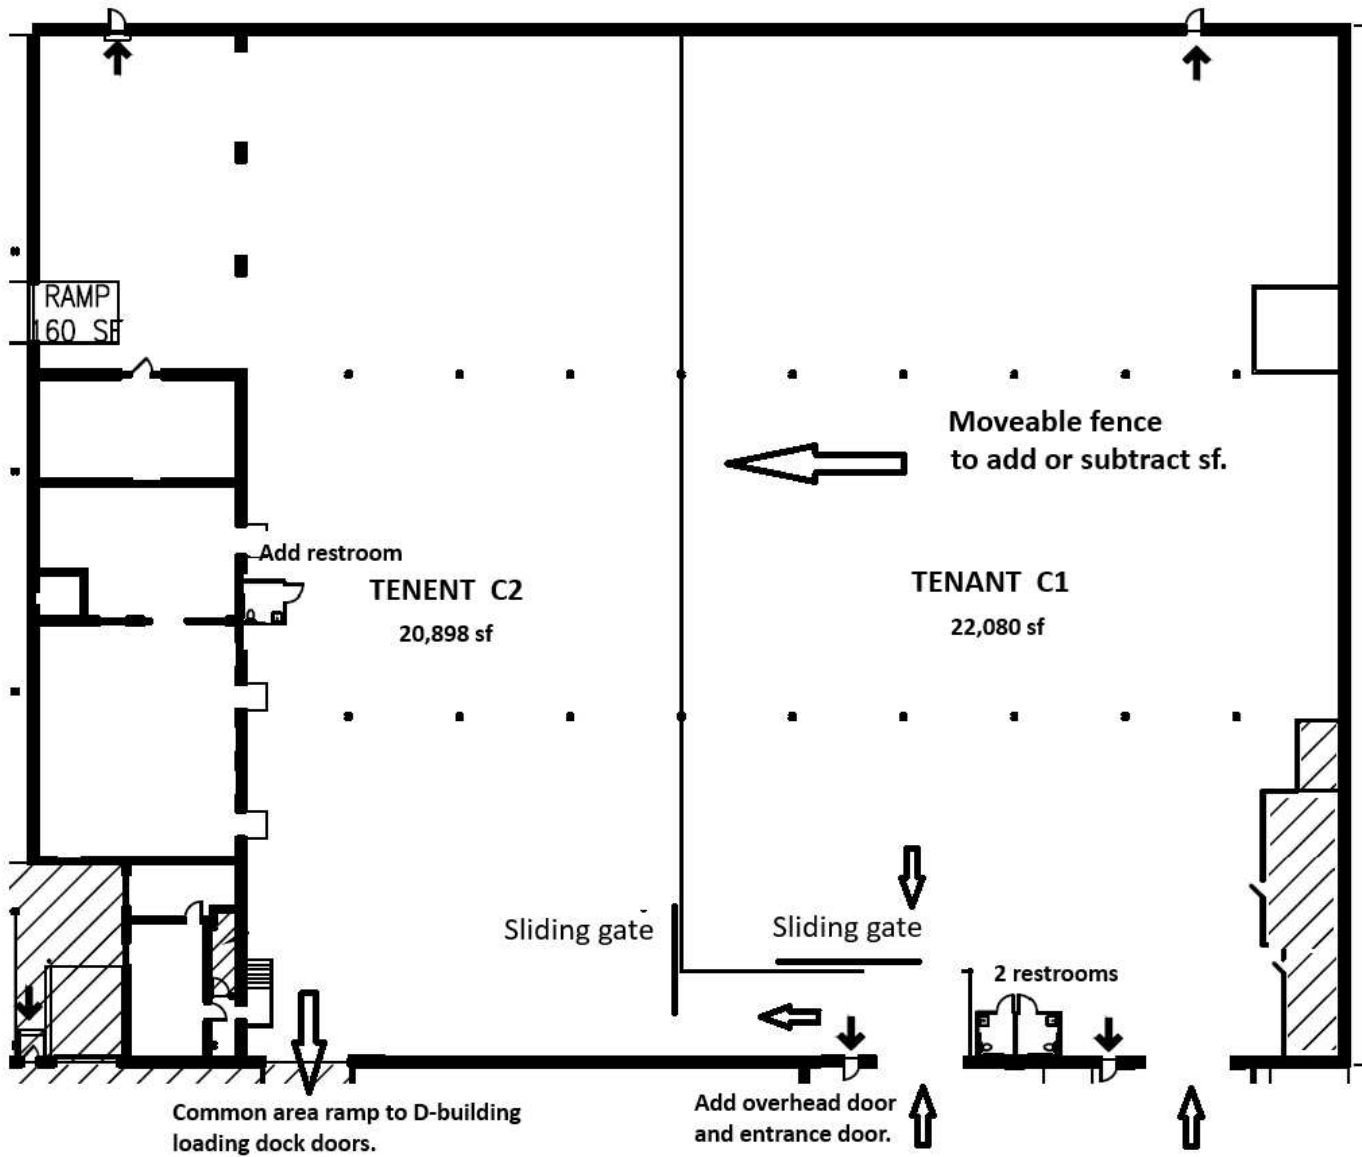 RAMP
160 SF
Moveable fence
to add or subtract sf.
Add restroom
TENENT C2
20,898 sf
TENANT C1
22,080 sf
Sliding gate
Sliding gate
2 restrooms
Common area ramp to D-building
loading dock doors.
Add overhead door
and entrance door.